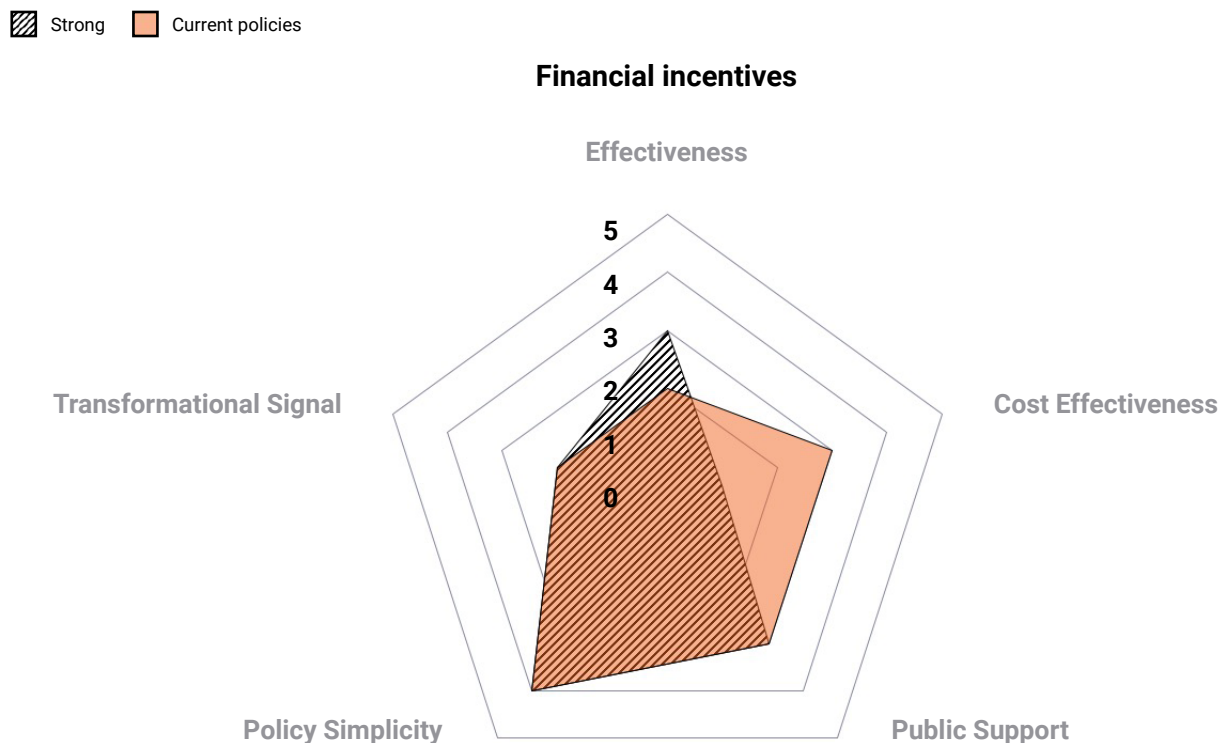 Strong
Current policies
Financial incentives
Effectiveness
5
4
3
2
1
0
Transformational Signal
Cost Effectiveness
Policy Simplicity
Public Support